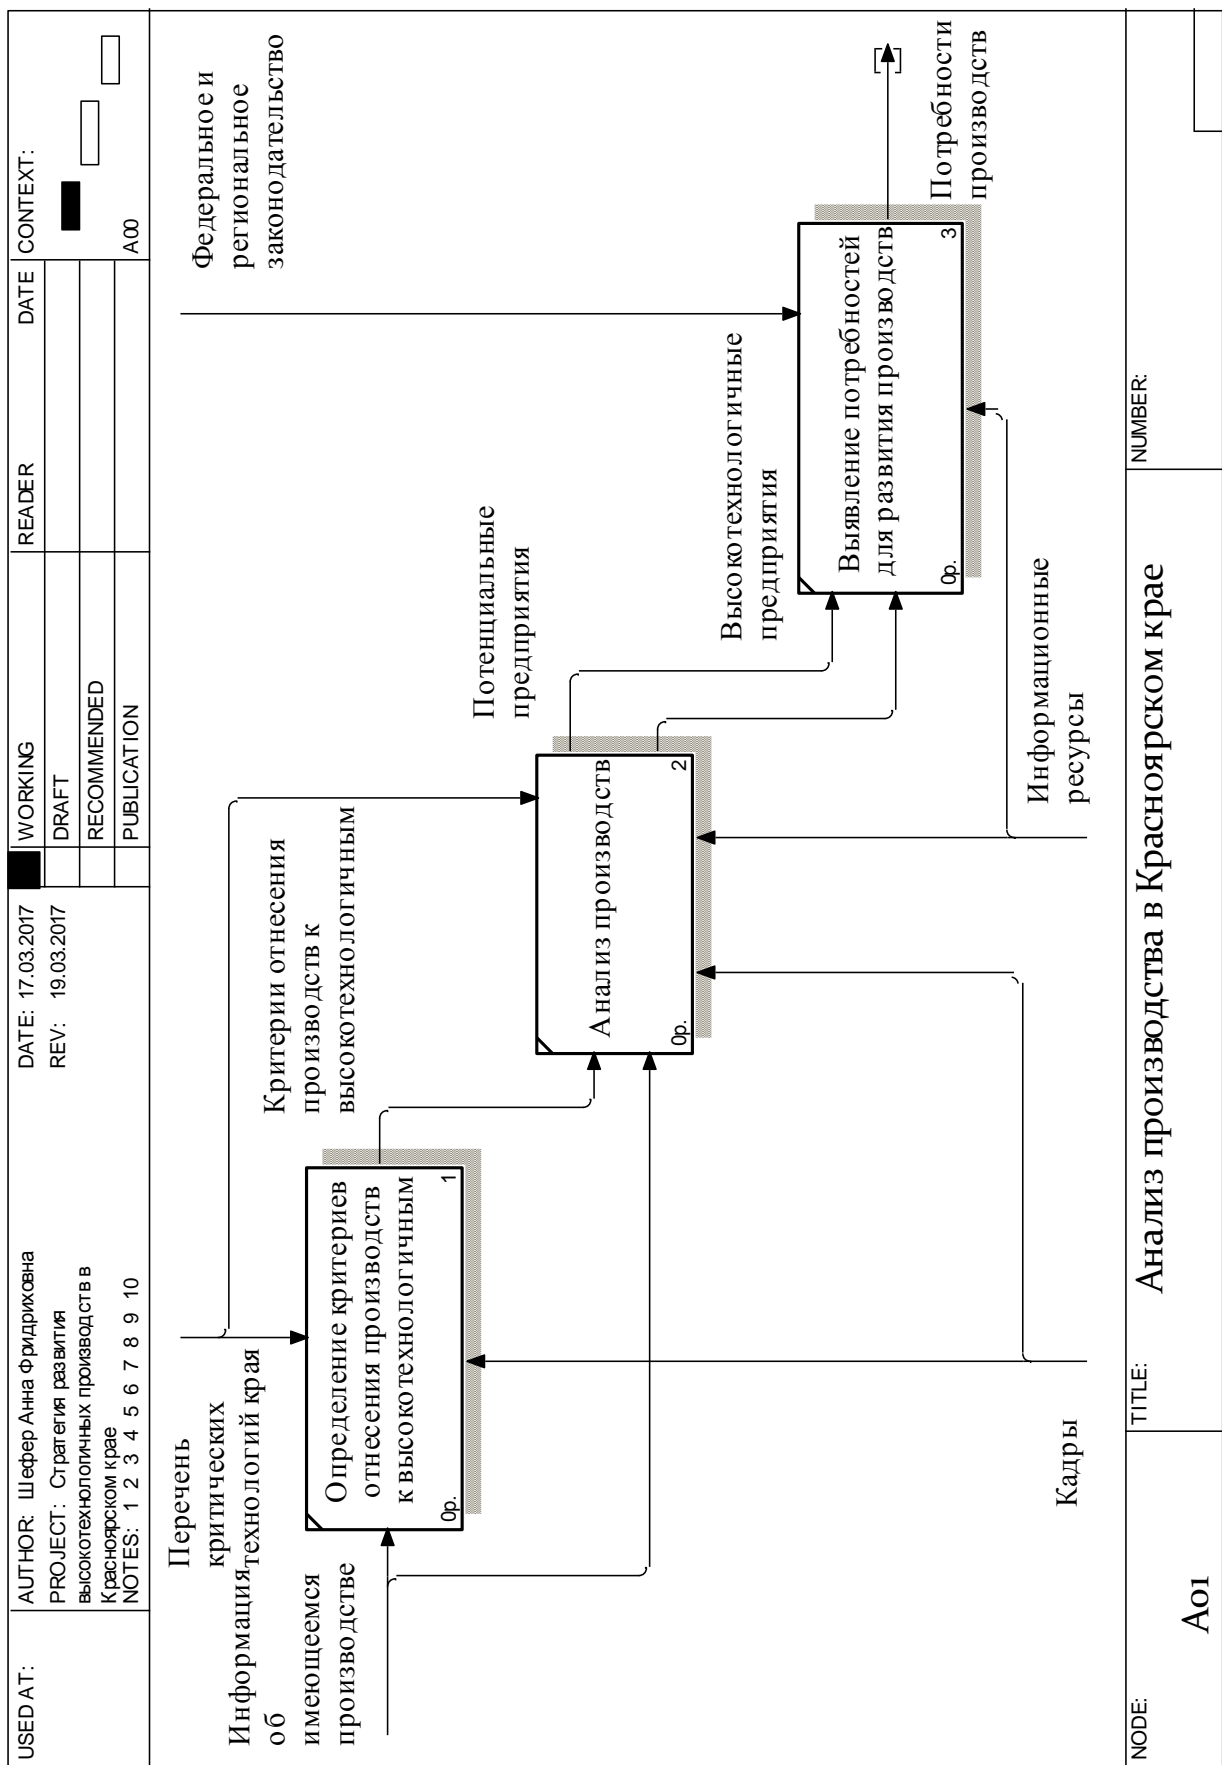 USED AT:
AUTHOR: Шефер Анна Фридриховна
PROJECT: Стратегия развития
высокотехнологичных производств в
Красноярском крае
NOTES: 1 2 3 4 5 6 7 8 9 10
DATE: 17.03.2017
REV: 19.03.2017
WORKING
DRAFT
RECOMMENDED
PUBLICATION
READER
DATE
CONTEXT:
A00
Перечень
критических
технологий края
Информация
об
имеющемся
производстве
Федеральное и
региональное
законодательство
Определение критериев
отнесения производств
к высокотехнологичным
0р.
1
Критерии отнесения
производств к
высокотехнологичным
Анализ производств
0р.
2
Потенциальные
предприятия
Высокотехнологичные
предприятия
Выявление потребностей
для развития производств
0р.
3
Потребности
производств
Кадры
Информационные
ресурсы
NODE:
A01
TITLE:
Анализ производства в Красноярском крае
NUMBER: